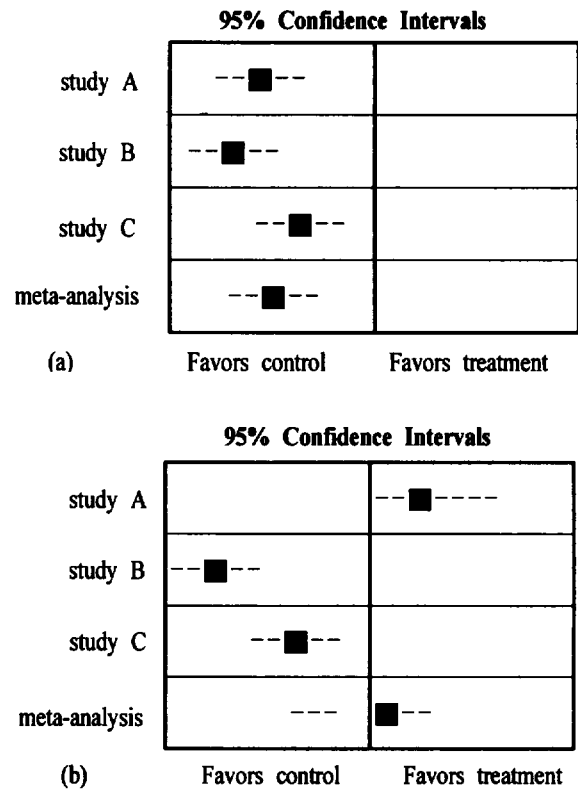 95% Confidence Intervals
study A
study B
study C
meta-analysis
(a) Favors control Favors treatment
95% Confidence Intervals
study A
study B
study C
meta-analysis
(b) Favors control Favors treatment